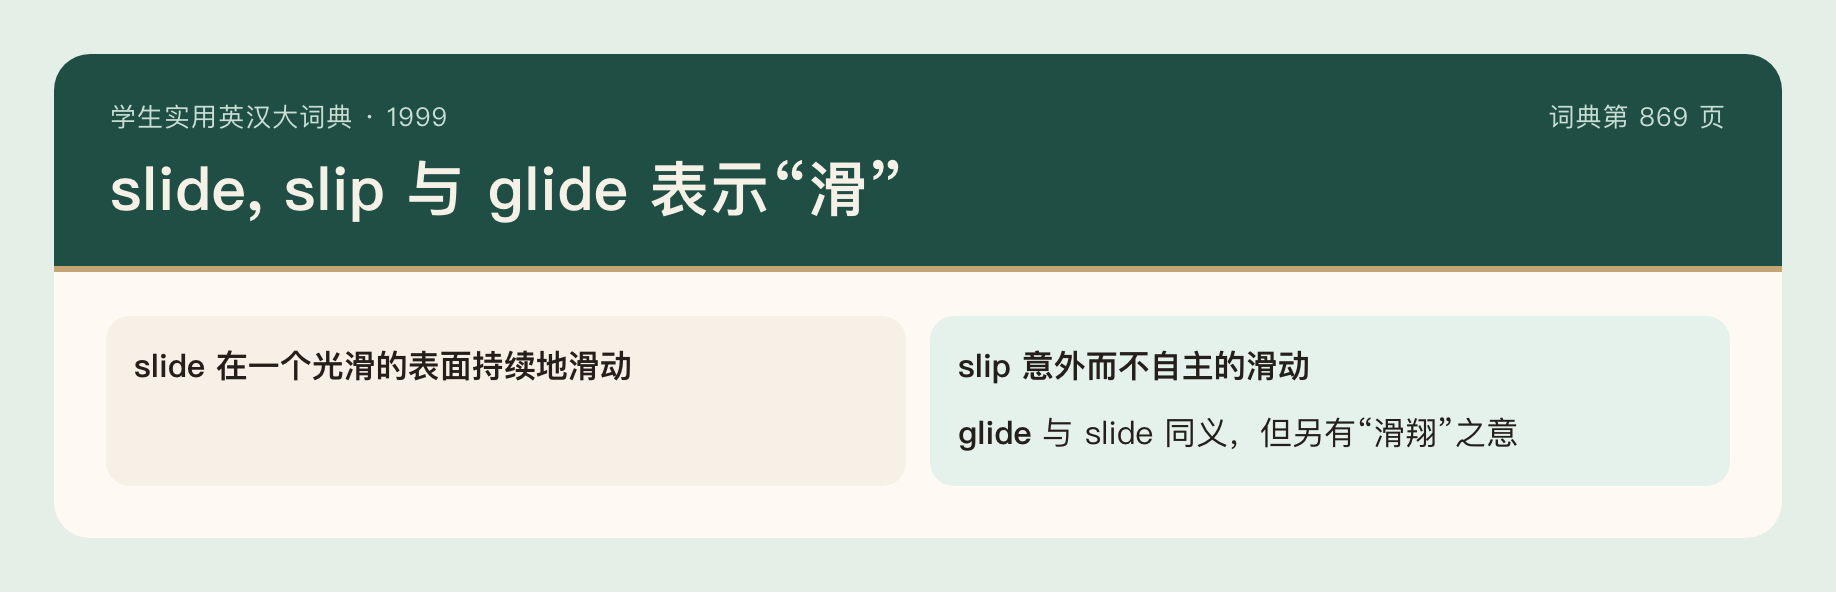 学生实用英汉大词典 · 1999
词典第 869 页
slide, slip 与 glide 表示“滑”
slide 在一个光滑的表面持续地滑动
slip 意外而不自主的滑动
glide 与 slide 同义，但另有“滑翔”之意